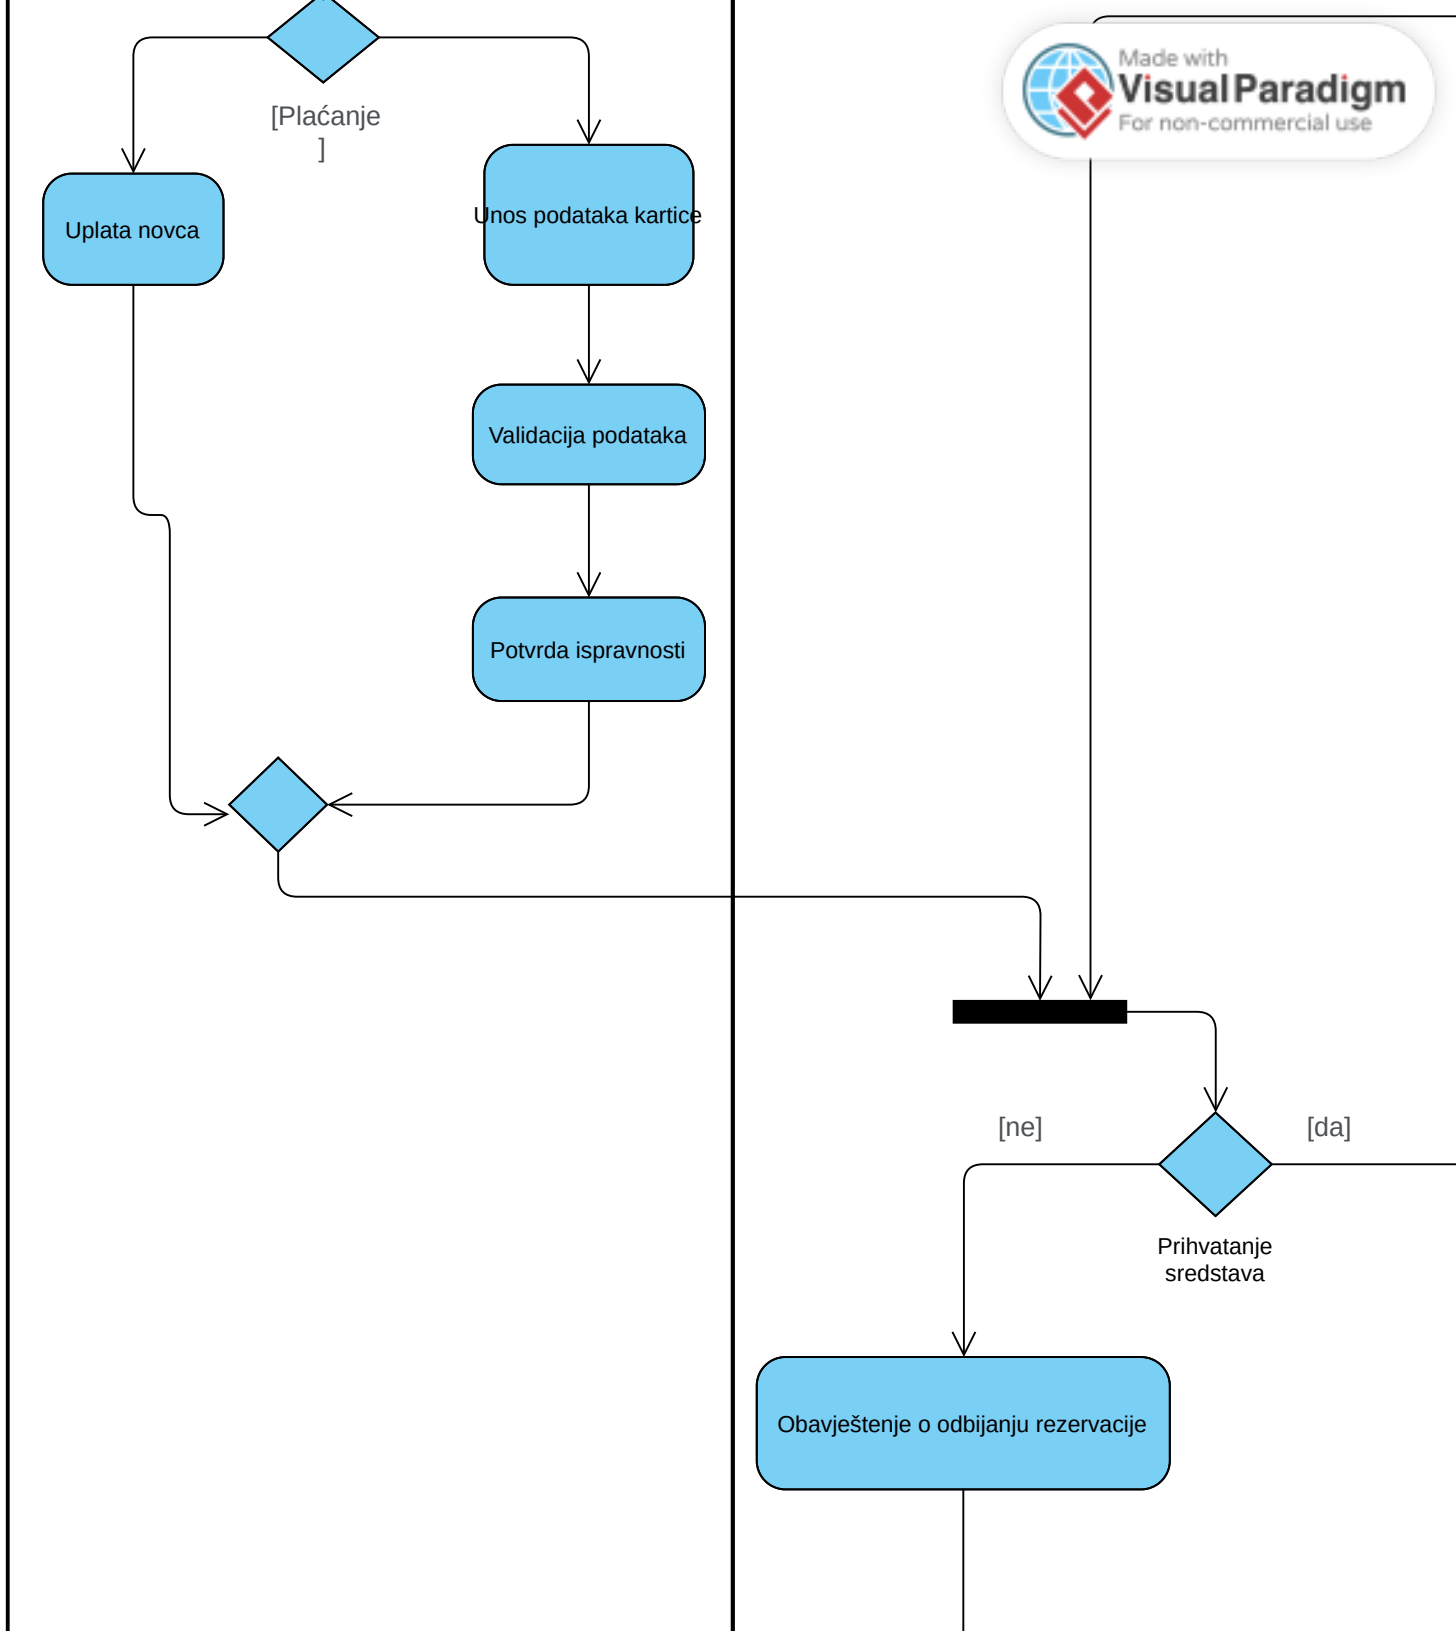 Made with
Visual Paradigm
For non-commercial use
[Plaćanje
]
Uplata novca
Unos podataka kartice
Validacija podataka
Potvrda ispravnosti
[ne]
[da]
Prihvatanje
sredstava
Obavještenje o odbijanju rezervacije